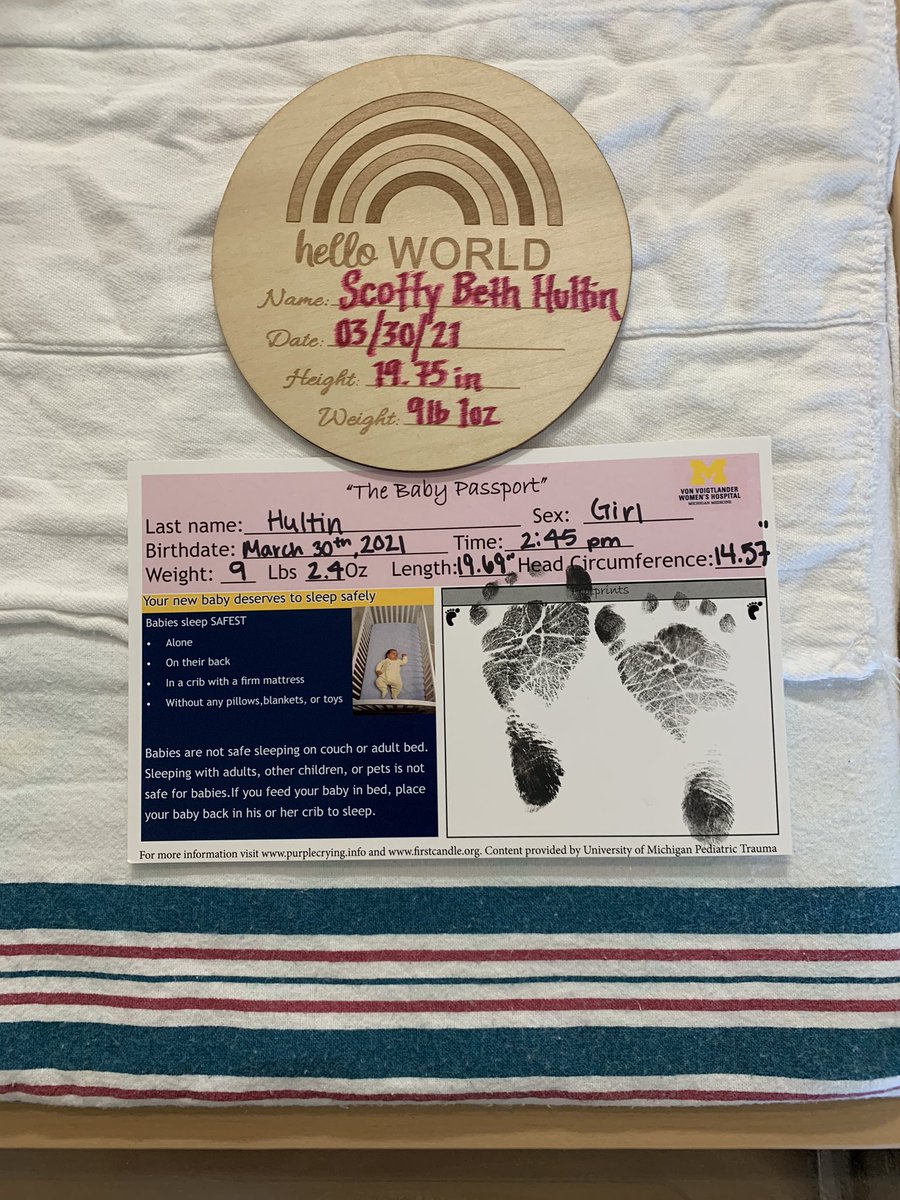 hello WORLD
Name: Scotty Beth Hultin
Date: 03/30/21
Height: 19.75 in
Weight: 9lb 1oz
"The Baby Passport"
M
VON VOIGTLANDER
WOMEN'S HOSPITAL
MICHIGAN MEDICINE
Last name: Hultin Sex: Girl
Birthdate: March 30th, 2021 Time: 2:45 pm
Weight: 9 Lbs 2.4 Oz Length: 19.69" Head Circumference: 14.57"
Your new baby deserves to sleep safely
Babies sleep SAFEST
• Alone
• On their back
• In a crib with a firm mattress
• Without any pillows,blankets, or toys
Babies are not safe sleeping on couch or adult bed.
Sleeping with adults, other children, or pets is not
safe for babies.If you feed your baby in bed, place
your baby back in his or her crib to sleep.
For more information visit www.purplecrying.info and www.firstcandle.org. Content provided by University of Michigan Pediatric Trauma